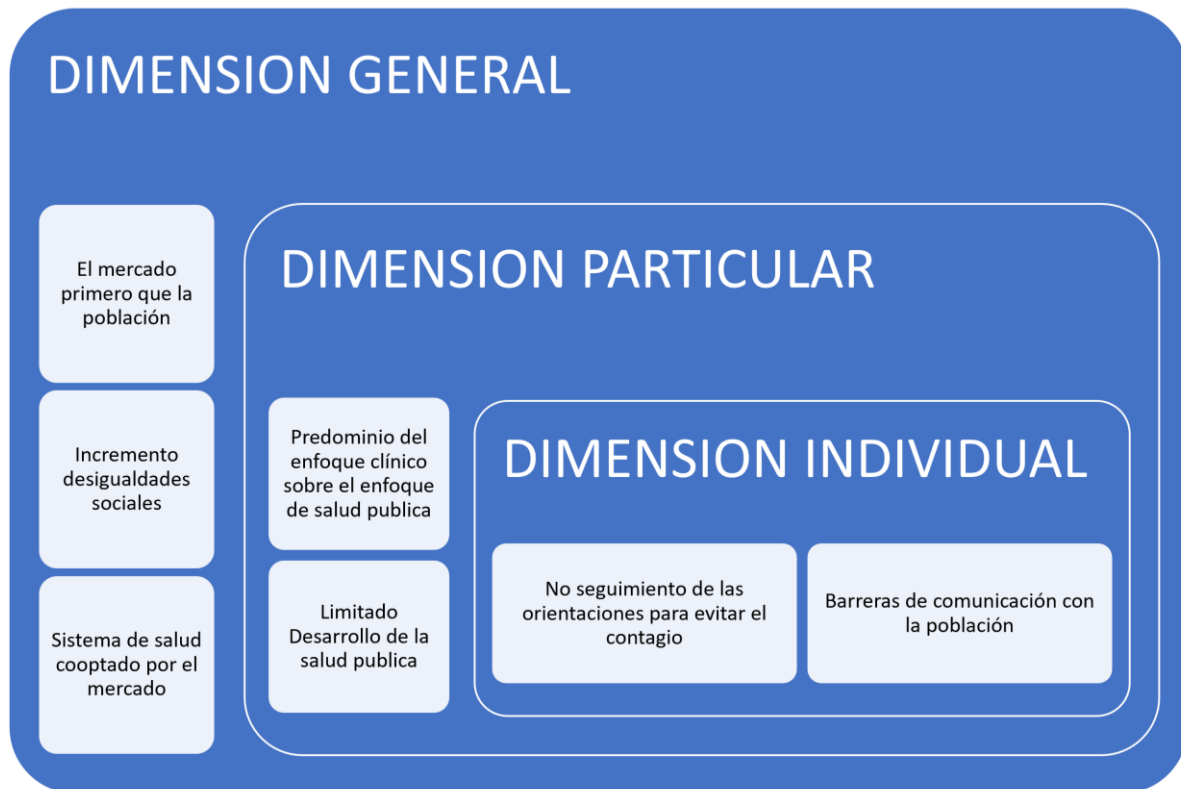 DIMENSION GENERAL
El mercado
primero que la
población
Incremento
desigualdades
sociales
Sistema de salud
cooptado por el
mercado
DIMENSION PARTICULAR
Predominio del
enfoque clínico
sobre el enfoque
de salud publica
Limitado
Desarrollo de la
salud publica
DIMENSION INDIVIDUAL
No seguimiento de las
orientaciones para evitar el
contagio
Barreras de comunicación con
la población